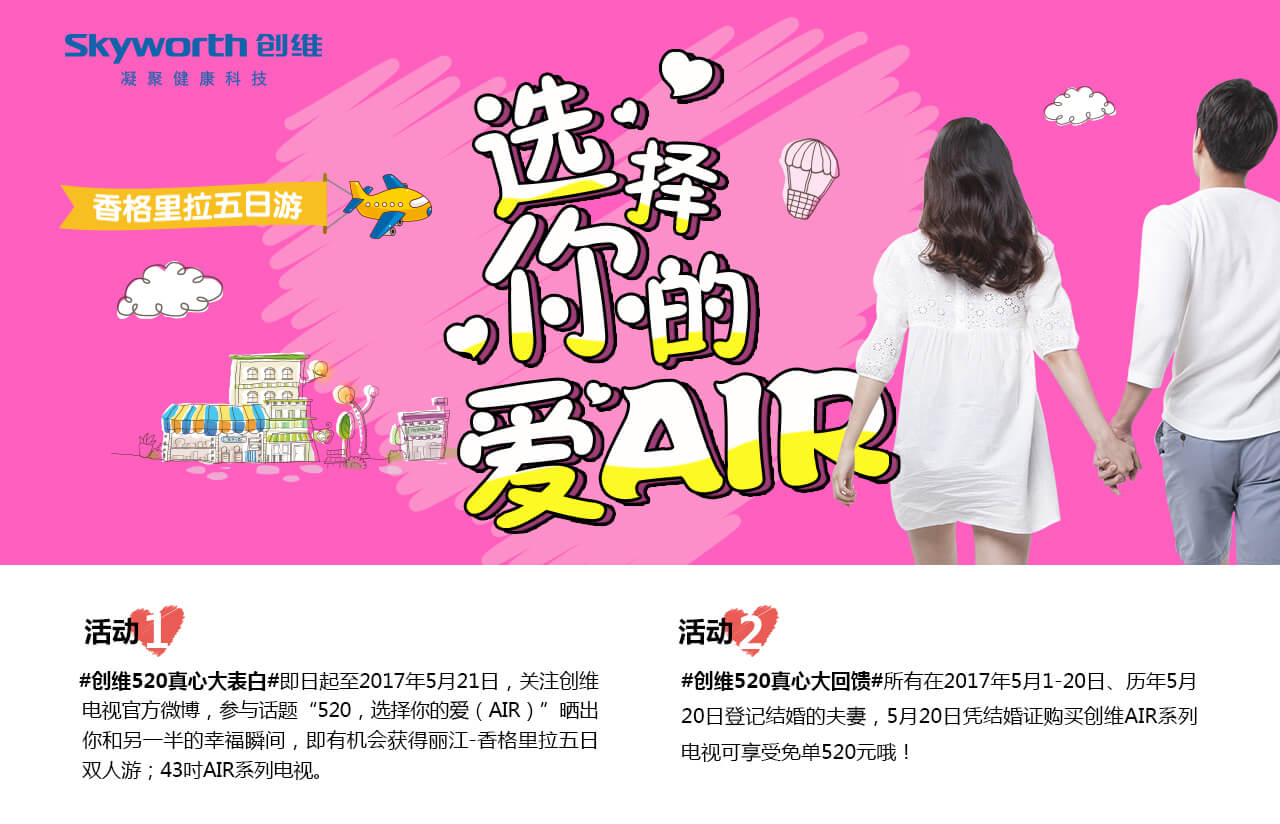 Skyworth 创维
凝聚健康科技
香格里拉五日游
选择
你的
爱AIR
活动1
#创维520真心大表白#即日起至2017年5月21日，关注创维
电视官方微博，参与话题“520，选择你的爱（AIR）”晒出
你和另一半的幸福瞬间，即有机会获得丽江-香格里拉五日
双人游；43吋AIR系列电视。
活动2
#创维520真心大回馈#所有在2017年5月1-20日、历年5月
20日登记结婚的夫妻，5月20日凭结婚证购买创维AIR系列
电视可享受免单520元哦！